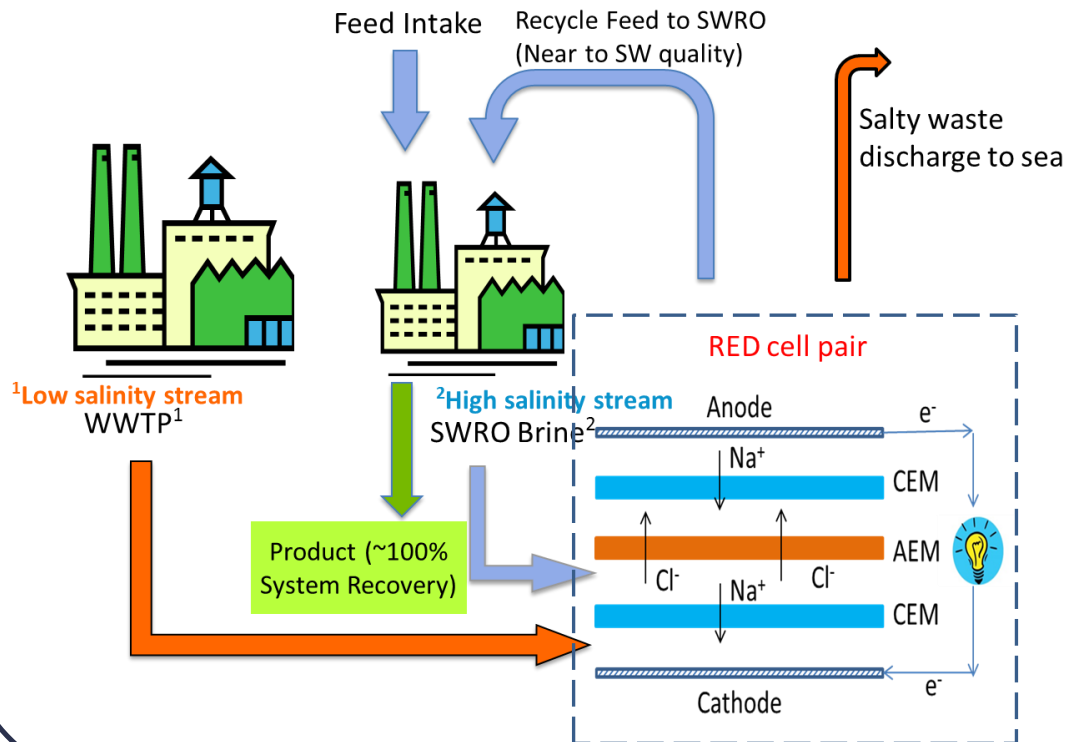 Feed Intake
Recycle Feed to SWRO
(Near to SW quality)
Salty waste
discharge to sea
¹Low salinity stream
WWTP¹
²High salinity stream
SWRO Brine²
Product (~100%
System Recovery)
RED cell pair
Anode
e⁻
Na⁺
CEM
AEM
Cl⁻
Cl⁻
Na⁺
CEM
e⁻
Cathode